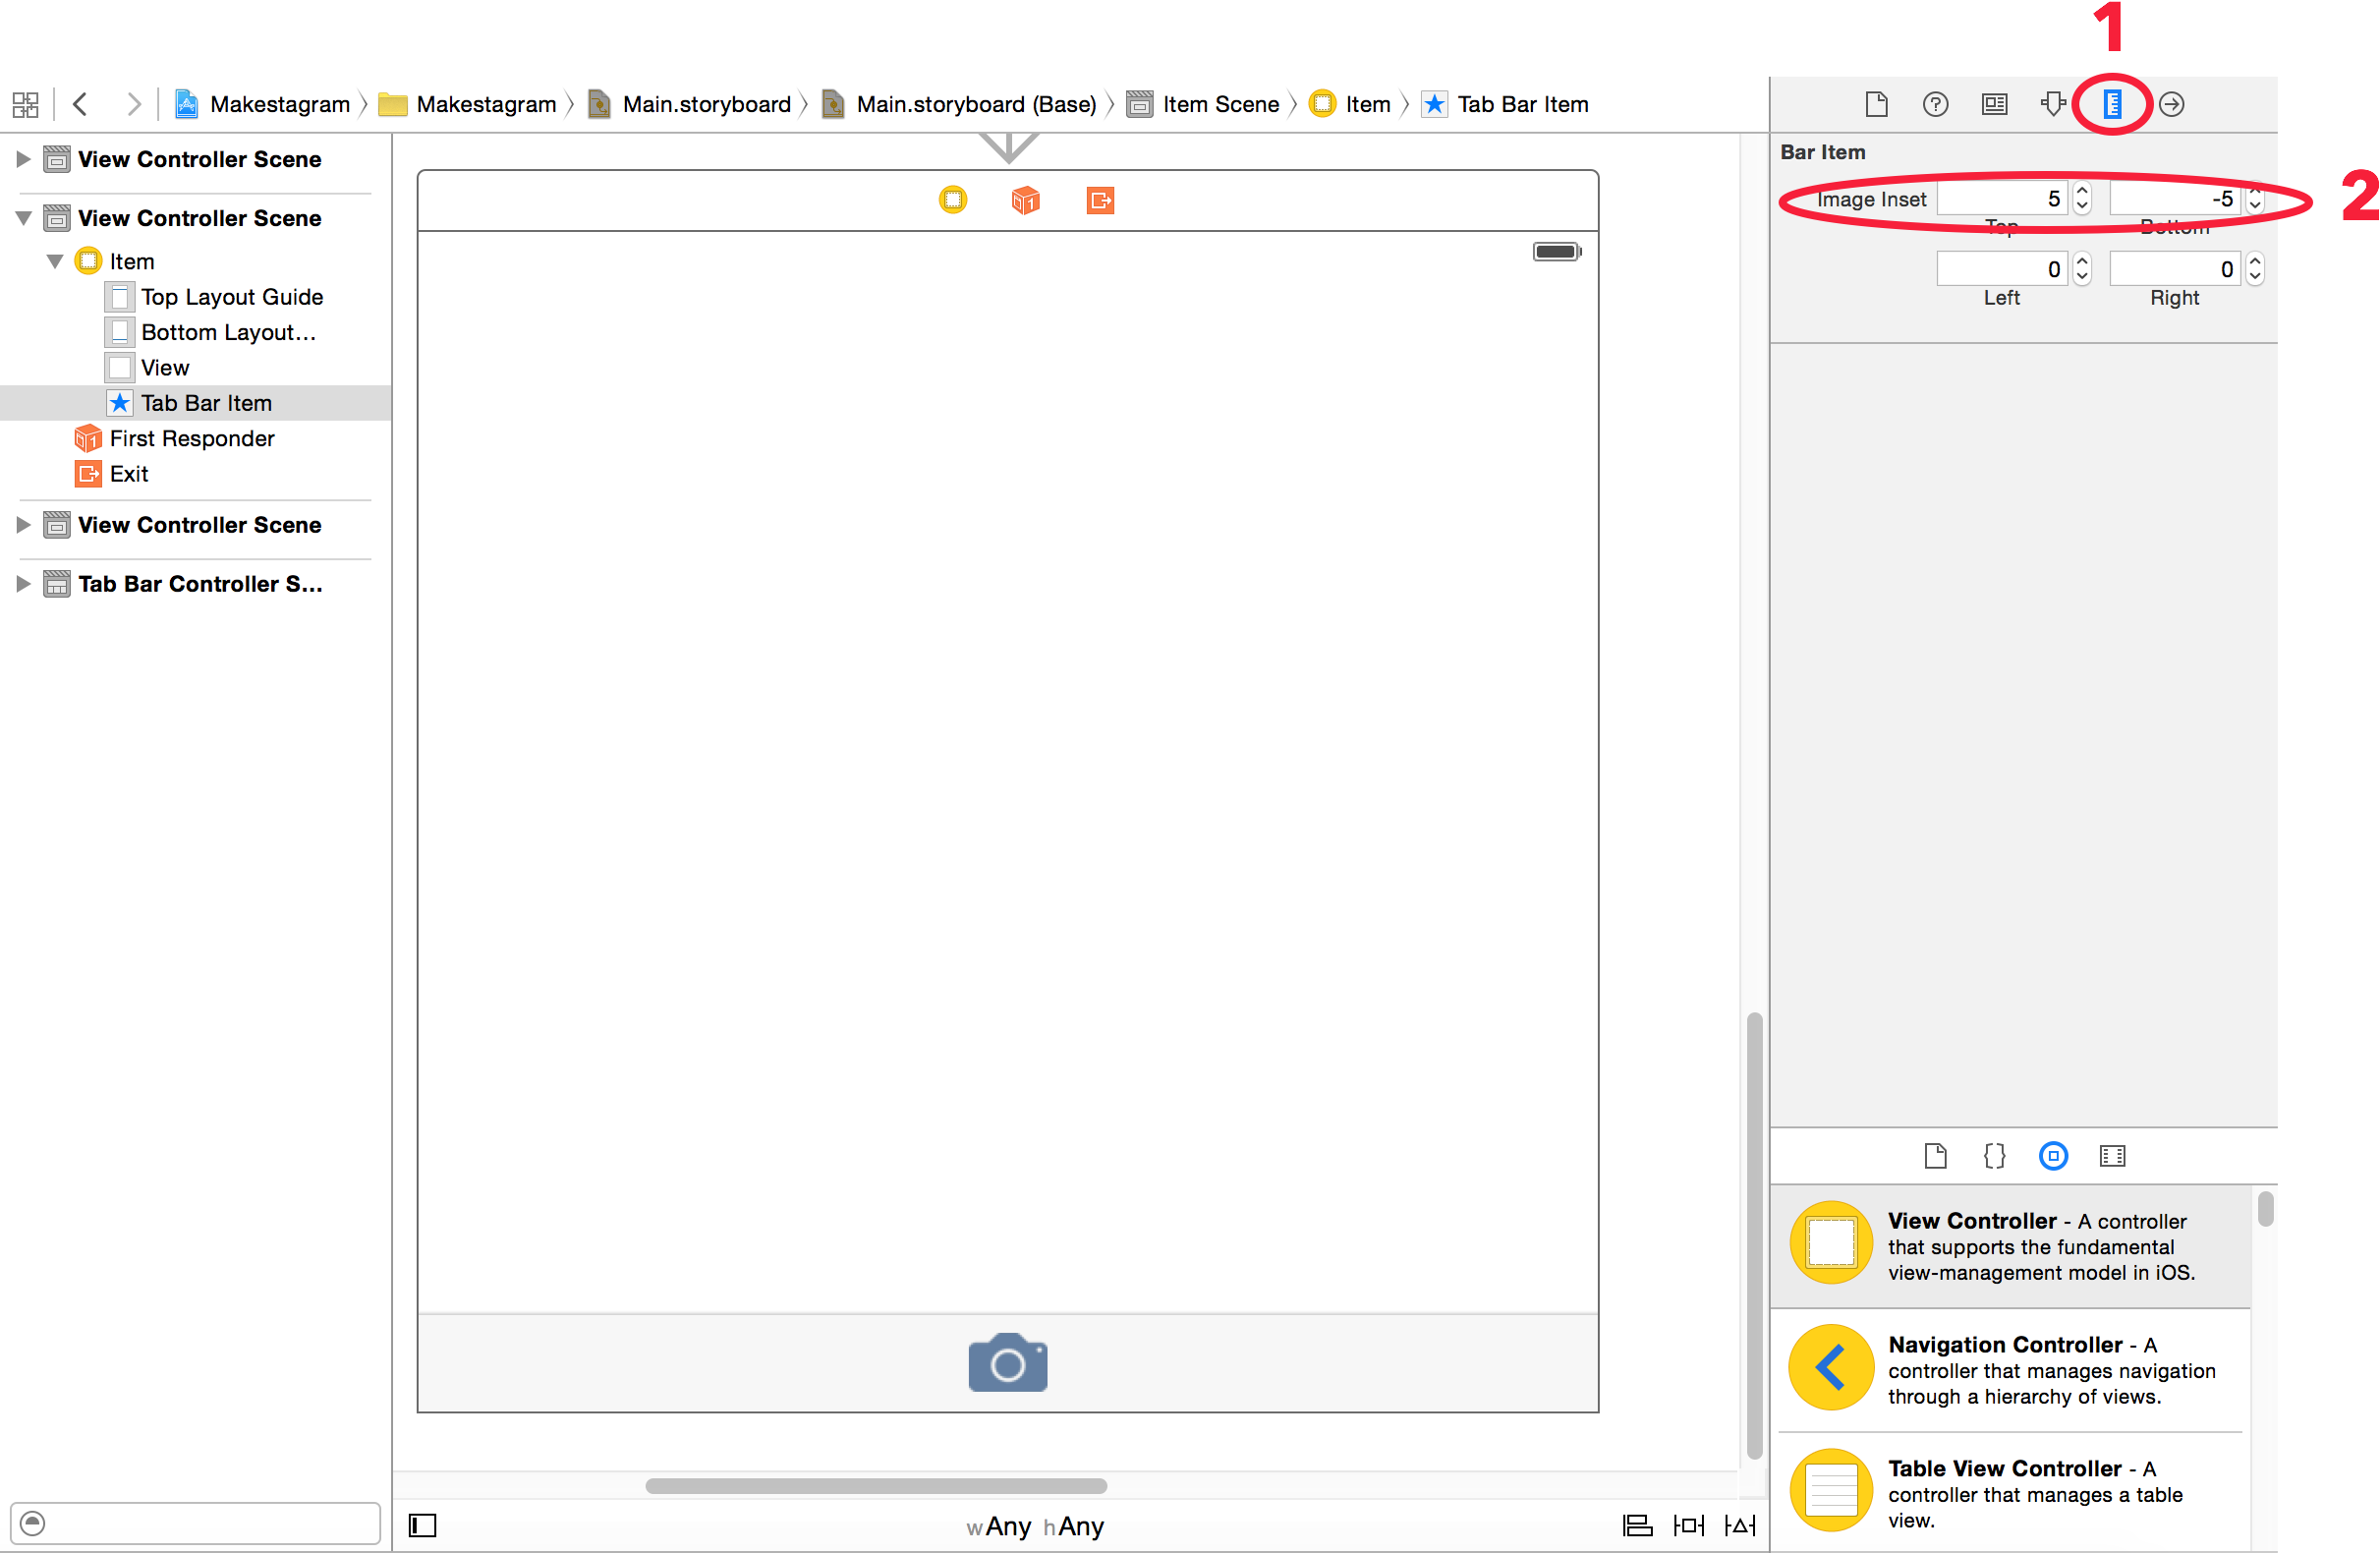 1
Makestagram Makestagram Main.storyboard Main.storyboard (Base) Item Scene Item Tab Bar Item
View Controller Scene
View Controller Scene
Item
Top Layout Guide
Bottom Layout...
View
Tab Bar Item
First Responder
Exit
View Controller Scene
Tab Bar Controller S...
1
wAny hAny
Bar Item
Image Inset 5 -5
2
Top Bottom
0 0
Left Right
{}
View Controller - A controller
that supports the fundamental
view-management model in iOS.
Navigation Controller - A
controller that manages navigation
through a hierarchy of views.
Table View Controller - A
controller that manages a table
view.